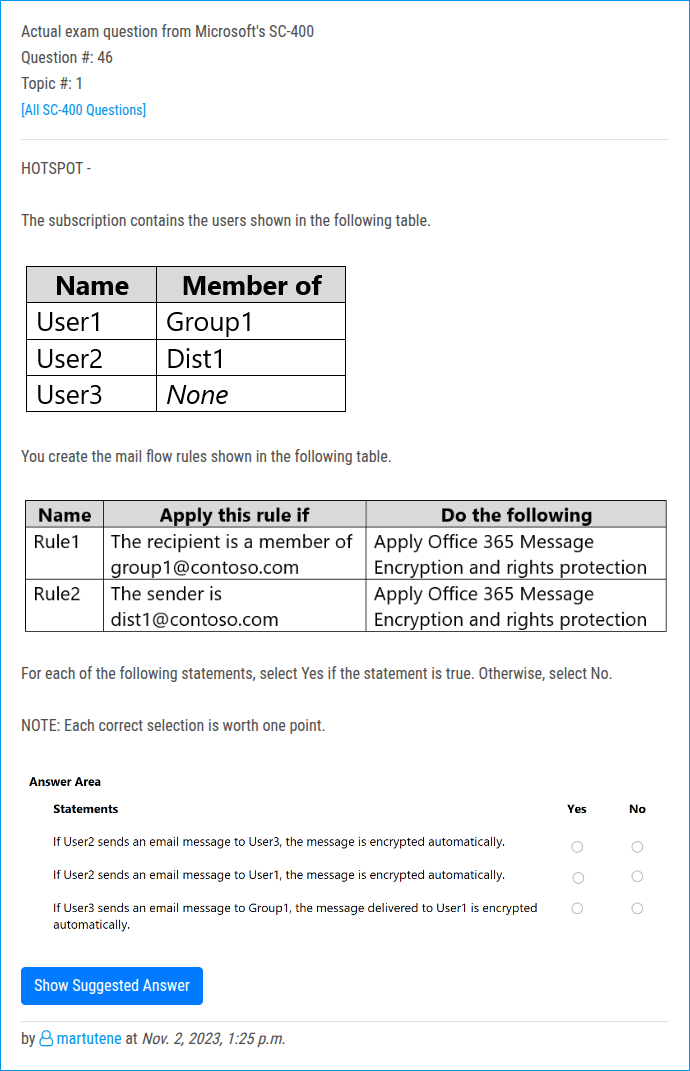 Actual exam question from Microsoft's SC-400
Question #: 46
Topic #: 1
[All SC-400 Questions]
HOTSPOT -
The subscription contains the users shown in the following table.
Name Member of
User1 Group1
User2 Dist1
User3 None
You create the mail flow rules shown in the following table.
Name Apply this rule if Do the following
Rule1 The recipient is a member of Apply Office 365 Message
group1@contoso.com Encryption and rights protection
Rule2 The sender is Apply Office 365 Message
dist1@contoso.com Encryption and rights protection
For each of the following statements, select Yes if the statement is true. Otherwise, select No.
NOTE: Each correct selection is worth one point.
Answer Area
Statements Yes No
If User2 sends an email message to User3, the message is encrypted automatically.
If User2 sends an email message to User1, the message is encrypted automatically.
If User3 sends an email message to Group1, the message delivered to User1 is encrypted
automatically.
Show Suggested Answer
by martutene at Nov. 2, 2023, 1:25 p.m.